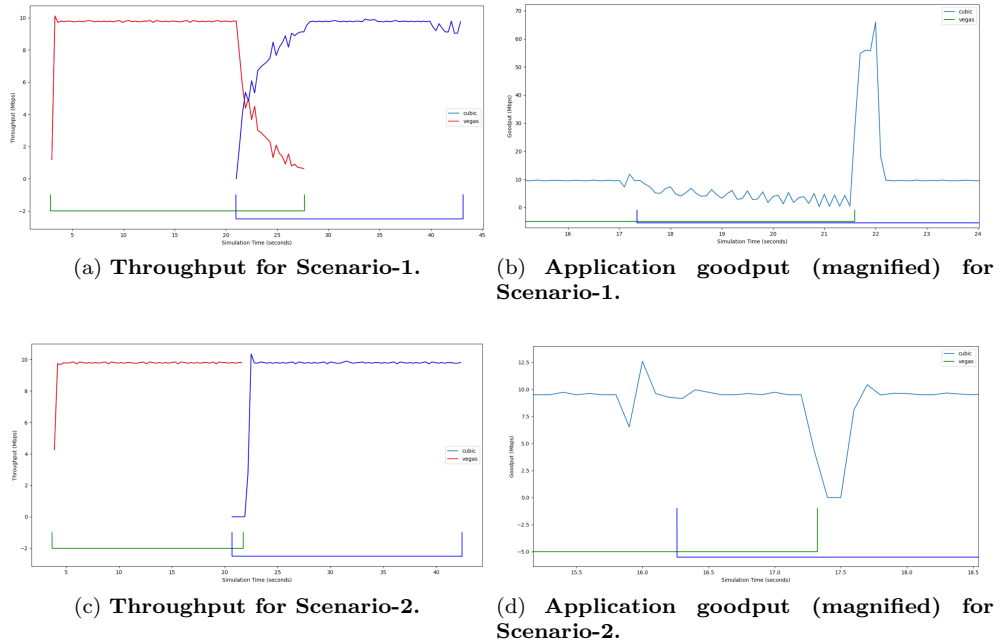 10
8
6
4
2
0
−2
Throughput (Mbps)
cubic
vegas
5
10
15
20
25
30
35
40
45
Simulation Time (seconds)
(a) Throughput for Scenario-1.
70
60
50
40
30
20
10
0
Goodput (Mbps)
cubic
vegas
16
17
18
19
20
21
22
23
24
Simulation Time (seconds)
(b) Application goodput (magnified) for
Scenario-1.
10
8
6
4
2
0
−2
Throughput (Mbps)
cubic
vegas
5
10
15
20
25
30
35
40
Simulation Time (seconds)
(c) Throughput for Scenario-2.
12.5
10.0
7.5
5.0
2.5
0.0
−2.5
−5.0
Goodput (Mbps)
cubic
vegas
15.5
16.0
16.5
17.0
17.5
18.0
18.5
Simulation Time (seconds)
(d) Application goodput (magnified) for
Scenario-2.